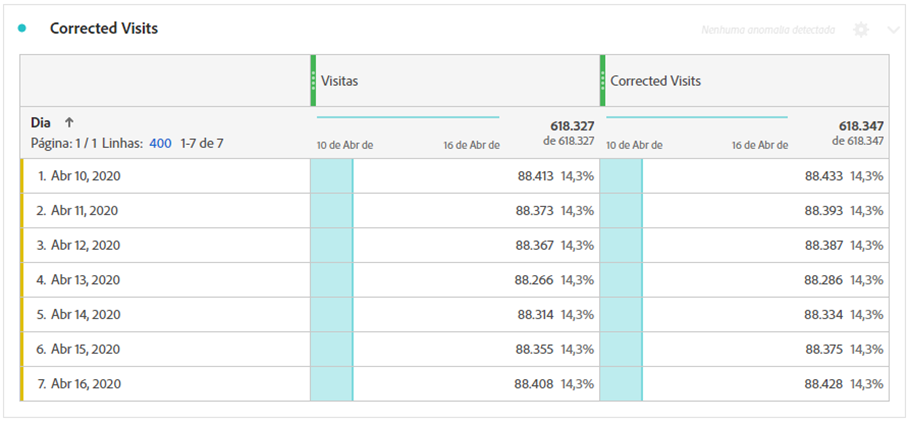 Corrected Visits
Nenhuma anomalia detectada
Visitas
Corrected Visits
Dia ↑
Página: 1 / 1 Linhas: 400 1-7 de 7
10 de Abr de
16 de Abr de
618.327
de 618.327
10 de Abr de
16 de Abr de
618.347
de 618.347
1. Abr 10, 2020 88.413 14,3% 88.433 14,3%
2. Abr 11, 2020 88.373 14,3% 88.393 14,3%
3. Abr 12, 2020 88.367 14,3% 88.387 14,3%
4. Abr 13, 2020 88.266 14,3% 88.286 14,3%
5. Abr 14, 2020 88.314 14,3% 88.334 14,3%
6. Abr 15, 2020 88.355 14,3% 88.375 14,3%
7. Abr 16, 2020 88.408 14,3% 88.428 14,3%